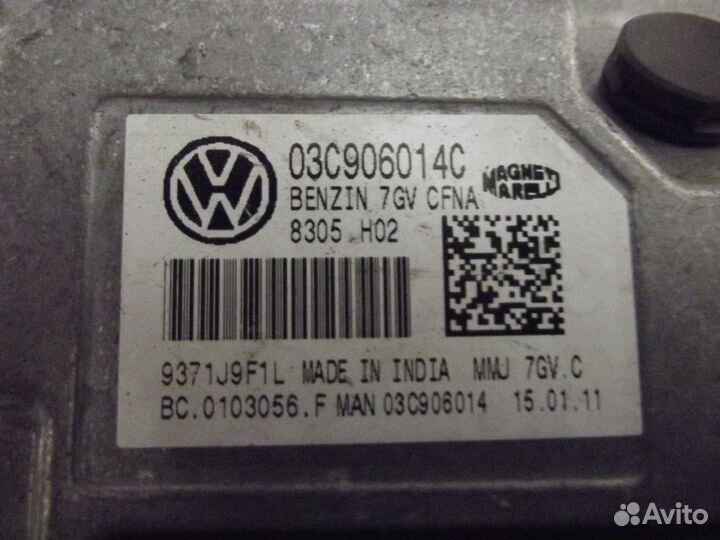 03C906014C
BENZIN 7GV CFNA
MAGNETI MARELLI
8305 H02
9371J9F1L MADE IN INDIA MMJ 7GV.C
BC.0103056.F MAN 03C906014 15.01.11
Avito